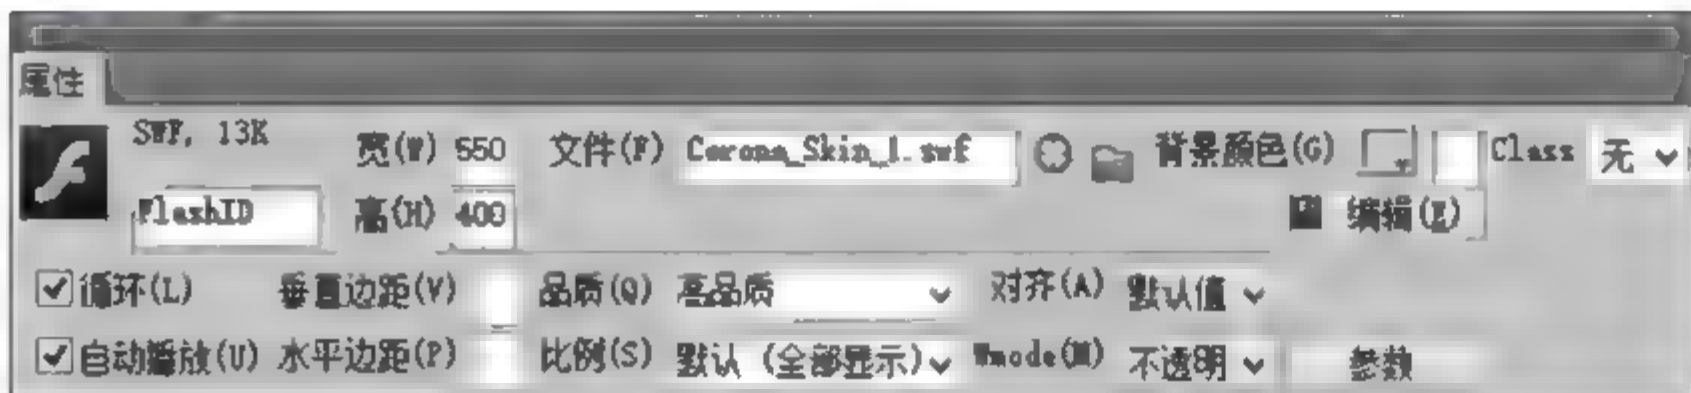 属性
SWF, 13K 宽(W) 550 文件(F) Corona_Skin_1.swf 背景颜色(G) Class 无
FlashID 高(H) 400 编辑(E)
循环(L) 垂直边距(V) 品质(Q) 高品质 对齐(A) 默认值
自动播放(U) 水平边距(P) 比例(S) 默认（全部显示） Wmode(M) 不透明 参数